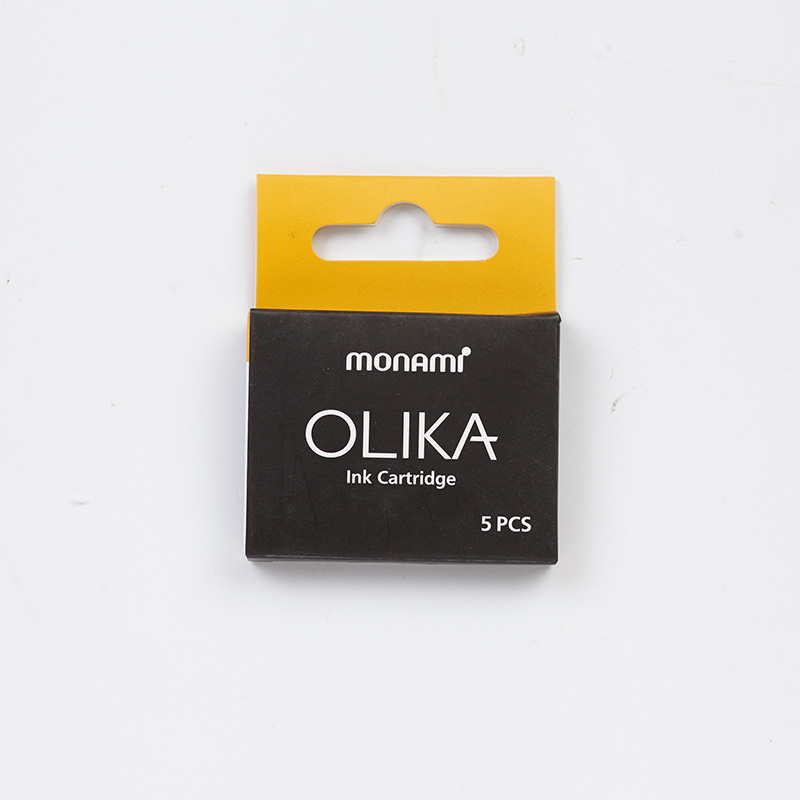 monami
OLIKA
Ink Cartridge
5 PCS